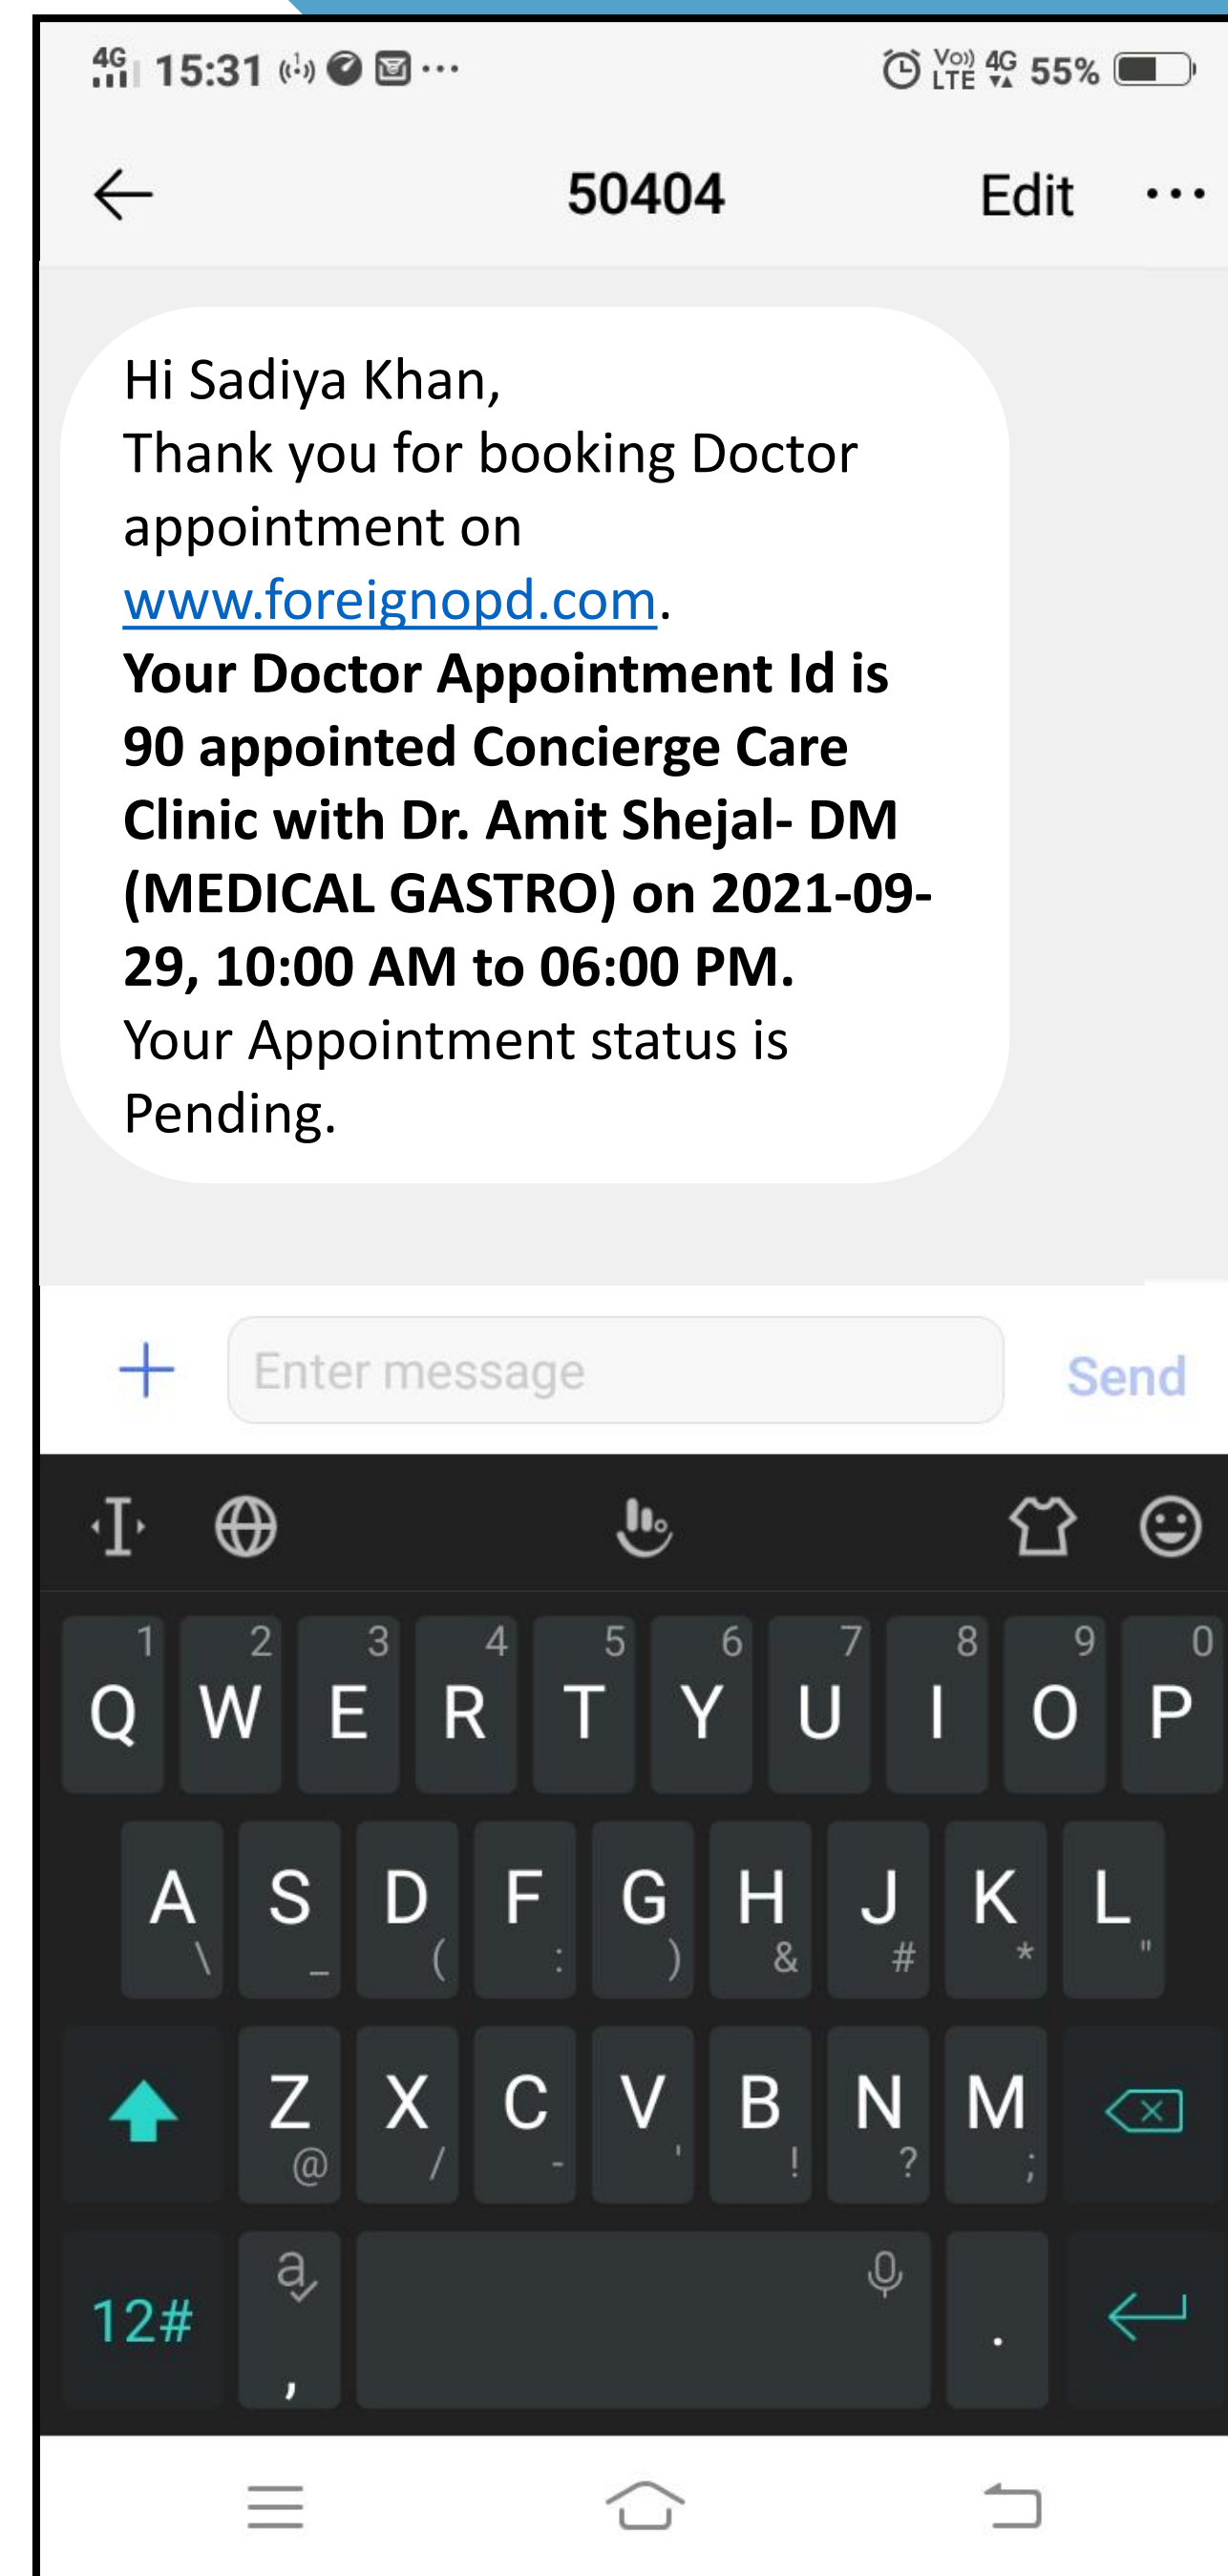 4G 15:31 ... Vo)) LTE 4G 55%
50404 Edit ...
Hi Sadiya Khan,
Thank you for booking Doctor
appointment on
www.foreignopd.com.
Your Doctor Appointment Id is
90 appointed Concierge Care
Clinic with Dr. Amit Shejal- DM
(MEDICAL GASTRO) on 2021-09-
29, 10:00 AM to 06:00 PM.
Your Appointment status is
Pending.
Enter message Send
1 2 3 4 5 6 7 8 9 0
Q W E R T Y U I O P
A S D F G H J K L
\ _ ( : ) & # * "
Z X C V B N M
@ / - ' ! ? ;
12# a , .